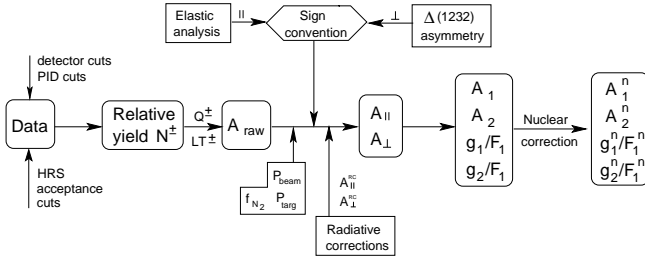 Elastic
analysis
||
Sign
convention
⊥
Δ(1232)
asymmetry
detector cuts
PID cuts
Data
HRS
acceptance
cuts
Relative
yield N±
Q±
LT±
A raw
P beam
f N2 P targ
A||RC
A⊥RC
Radiative
corrections
A||
A⊥
A1
A2
g1/F1
g2/F1
Nuclear
correction
A1n
A2n
g1n/F1n
g2n/F1n